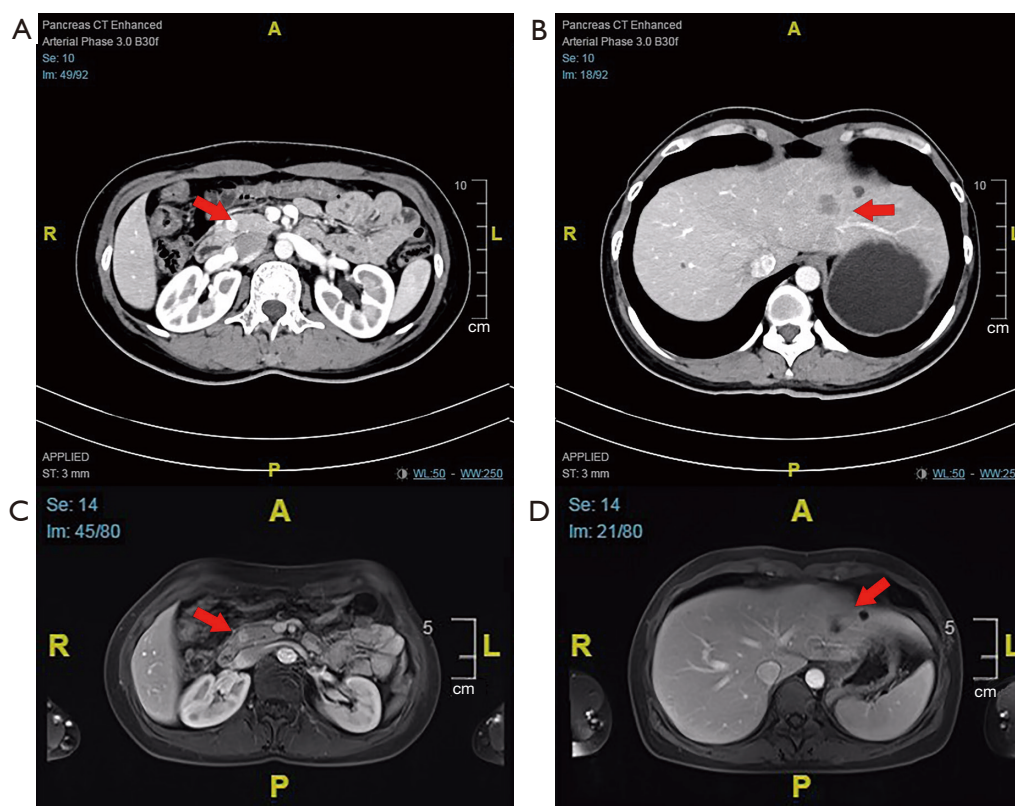 A
Pancreas CT Enhanced
Arterial Phase 3.0 B30f
Se: 10
Im: 49/92
A
R
L
10
cm
APPLIED
ST: 3 mm
P
WL:50 - WW:250
B
Pancreas CT Enhanced
Arterial Phase 3.0 B30f
Se: 10
Im: 18/92
A
R
L
10
cm
APPLIED
ST: 3 mm
P
WL:50 - WW:25
C
Se: 14
Im: 45/80
A
R
L
5
cm
P
D
Se: 14
Im: 21/80
A
R
L
5
cm
P